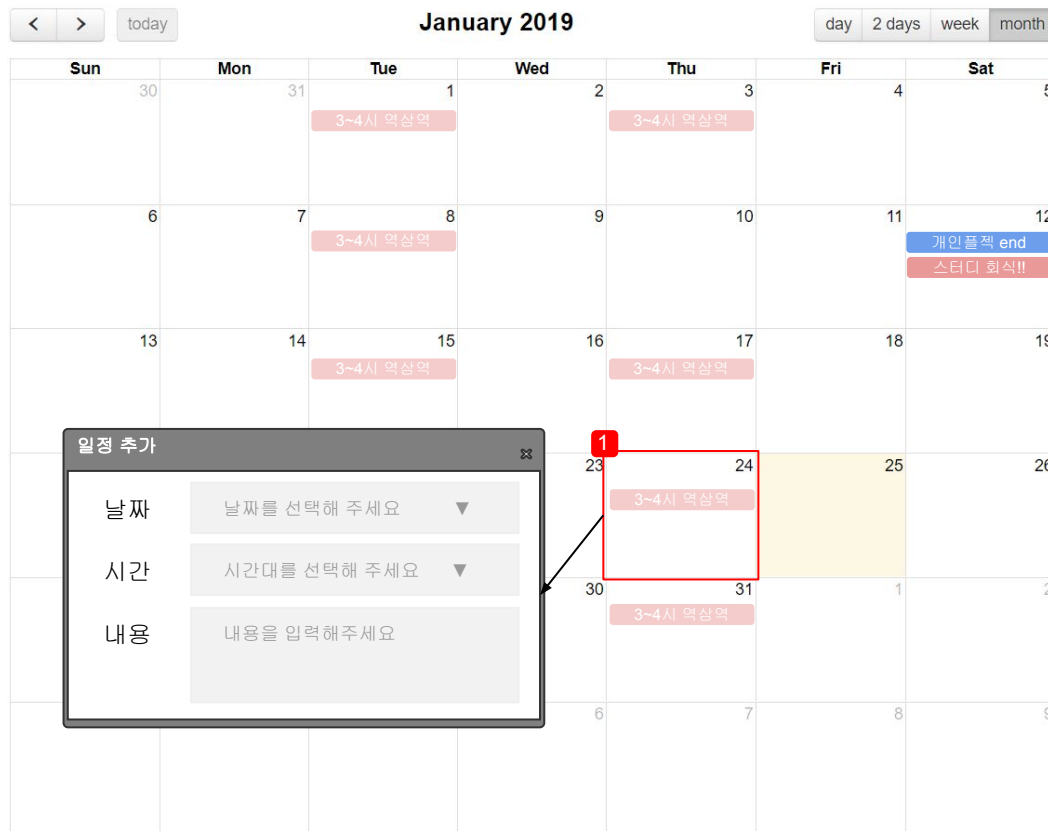 today
January 2019
day 2 days week month
Sun Mon Tue Wed Thu Fri Sat
30 31 1 2 3 4 5
3~4시 역삼역 3~4시 역삼역
6 7 8 9 10 11 12
3~4시 역삼역
개인플젝 end
스터디 회식!!
13 14 15 16 17 18 19
3~4시 역삼역 3~4시 역삼역
1
23 24 25 26
3~4시 역삼역
30 31 1 2
3~4시 역삼역
6 7 8 9
일정 추가
날짜 날짜를 선택해 주세요 ▼
시간 시간대를 선택해 주세요 ▼
내용 내용을 입력해주세요